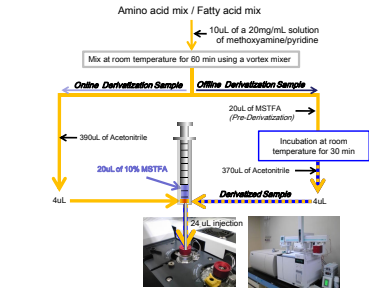 Amino acid mix / Fatty acid mix
10uL of a 20mg/mL solution
of methoxyamine/pyridine
Mix at room temperature for 60 min using a vortex mixer
Online Derivatization Sample
Offline Derivatization Sample
20uL of MSTFA
(Pre-Derivatization)
390uL of Acetonitrile
Incubation at room
temperature for 30 min
20uL of 10% MSTFA
370uL of Acetonitrile
Derivatized Sample
4uL
4uL
24 uL injection